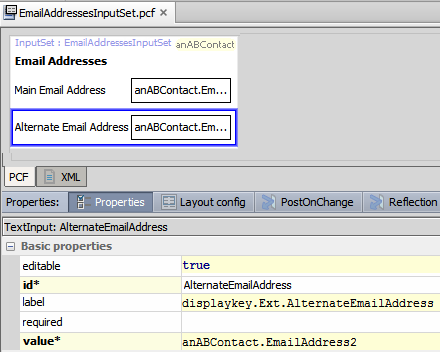 EmailAddressesInputSet.pcf ×
InputSet : EmailAddressesInputSet anABContact
Email Addresses
Main Email Address anABContact.Em...
Alternate Email Address anABContact.Em...
PCF XML
Properties: Properties Layout config PostOnChange Reflection
TextInput: AlternateEmailAddress
Basic properties
editable true
id* AlternateEmailAddress
label displaykey.Ext.AlternateEmailAddress
required
value* anABContact.EmailAddress2